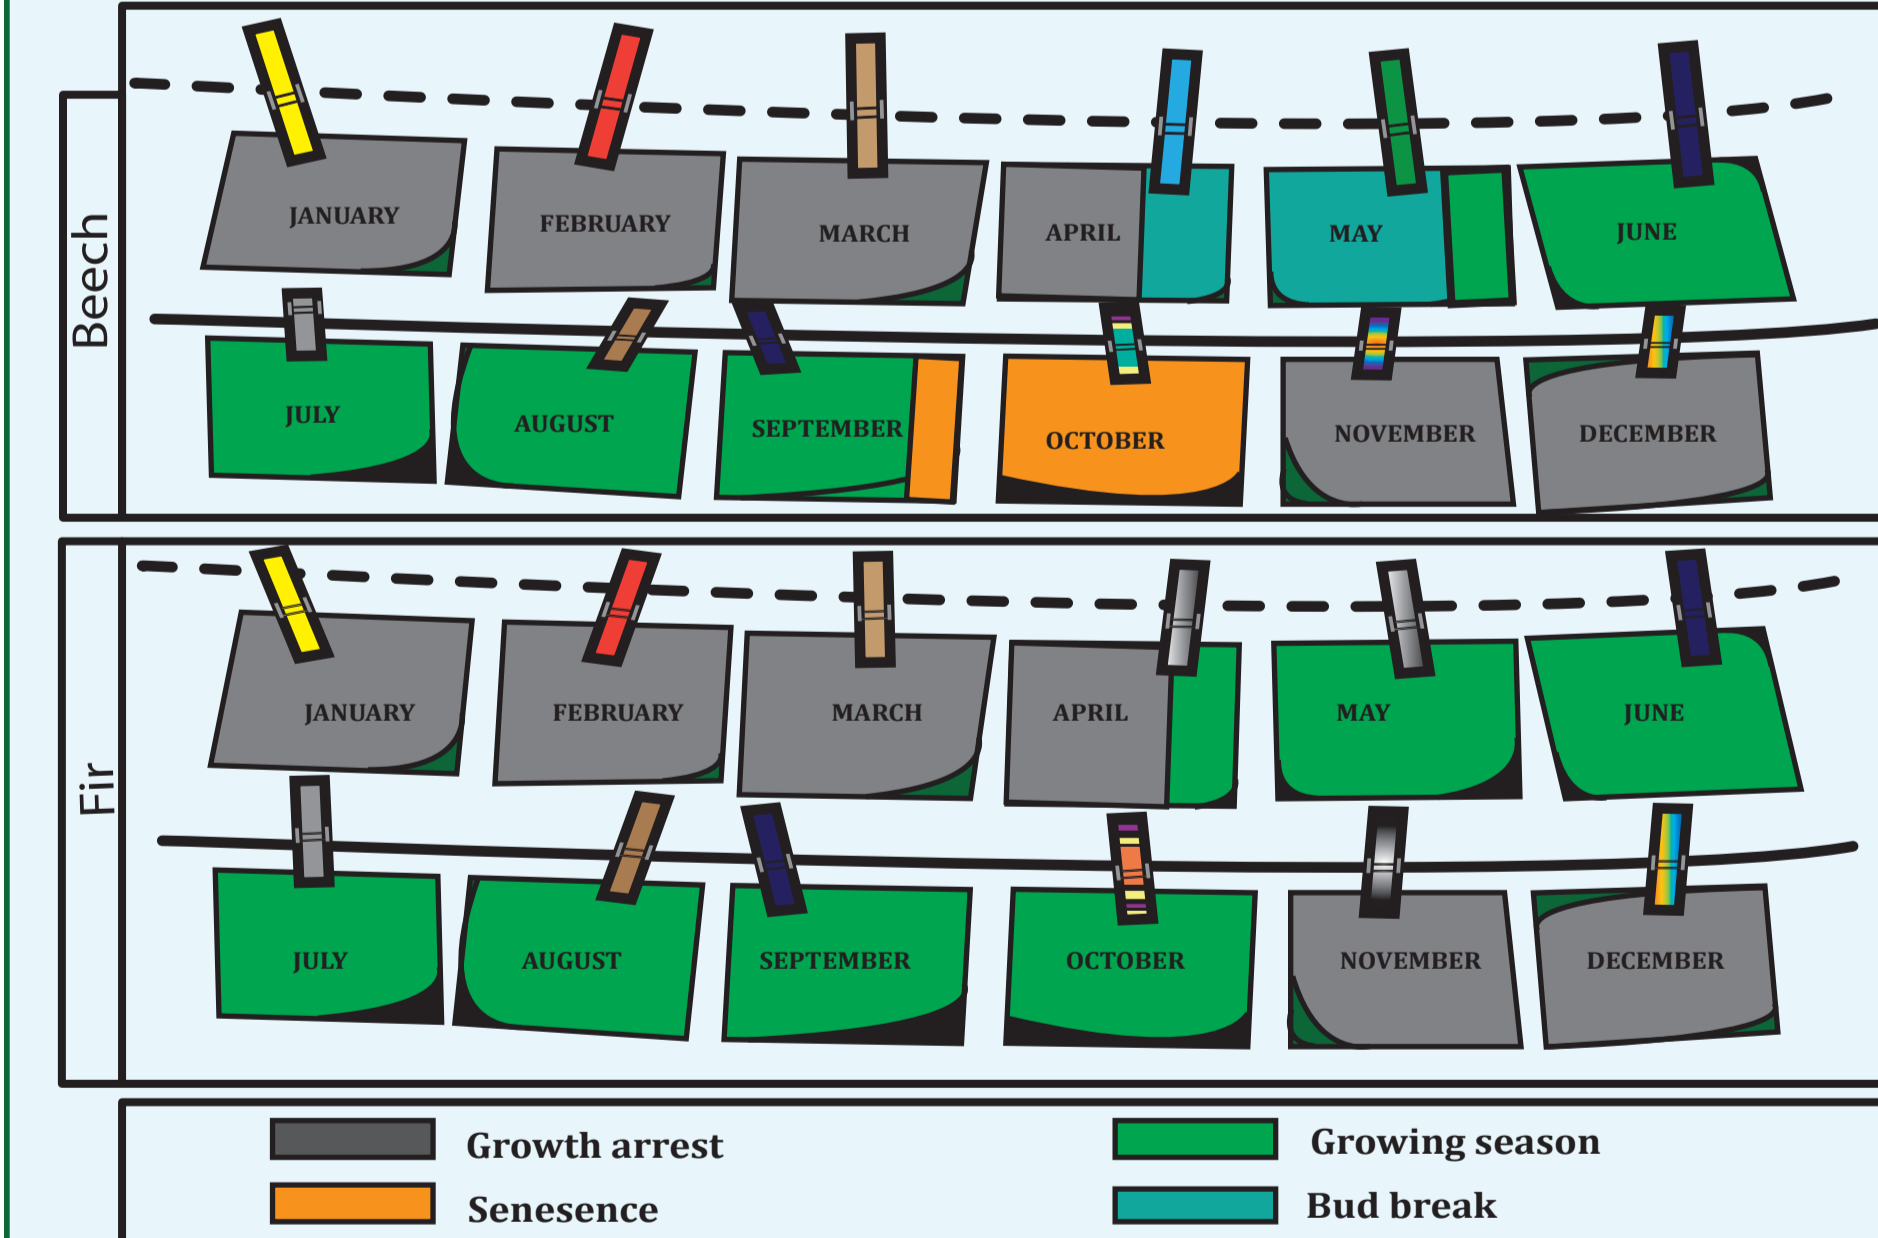 Beech
JANUARY
FEBRUARY
MARCH
APRIL
MAY
JUNE
JULY
AUGUST
SEPTEMBER
OCTOBER
NOVEMBER
DECEMBER
Fir
JANUARY
FEBRUARY
MARCH
APRIL
MAY
JUNE
JULY
AUGUST
SEPTEMBER
OCTOBER
NOVEMBER
DECEMBER
Growth arrest
Growing season
Senesence
Bud break